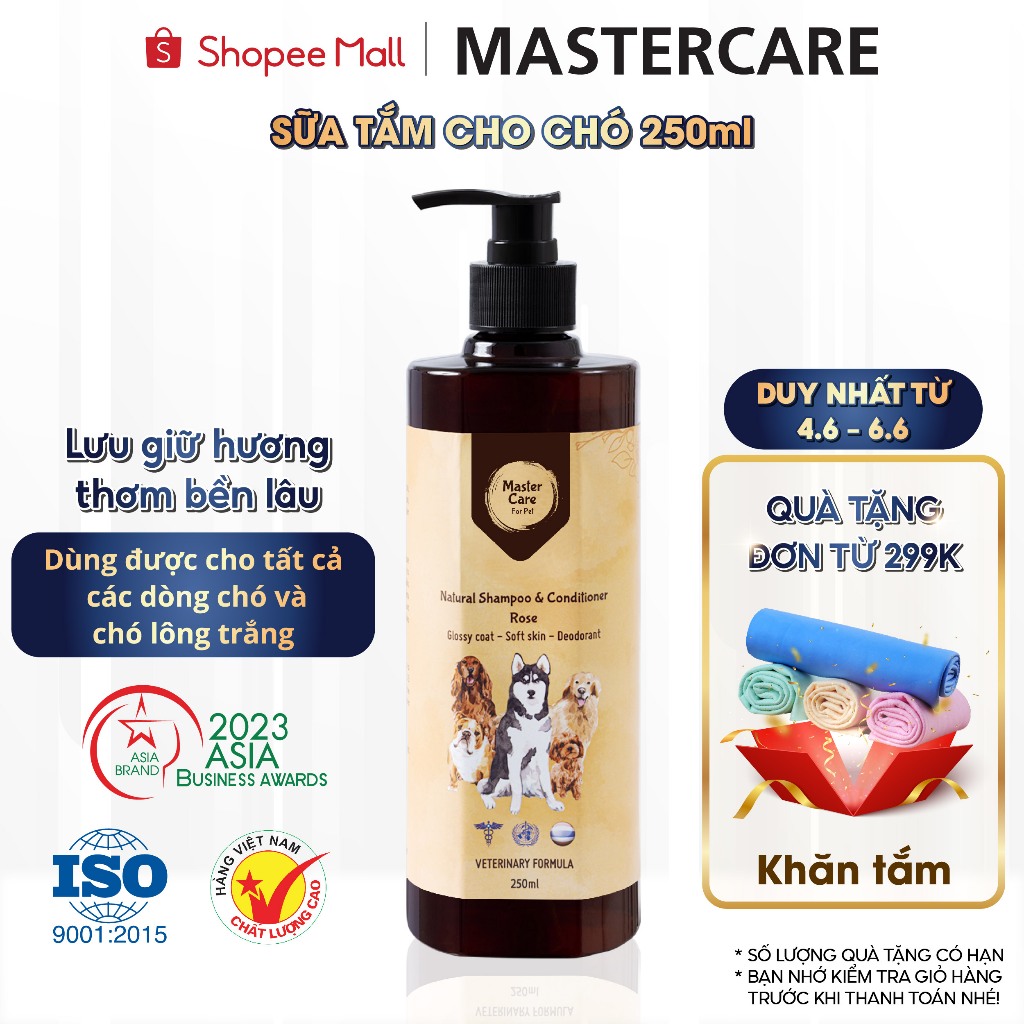 Shopee Mall | MASTERCARE
SỮA TẮM CHO CHÓ 250ml
Lưu giữ hương
thơm bền lâu
Dùng được cho tất cả
các dòng chó và
chó lông trắng
ASIA
BRAND
2023
ASIA
BUSINESS AWARDS
ISO
9001:2015
HÀNG VIỆT NAM
CHẤT LƯỢNG CAO
Master
Care
For Pet
Natural Shampoo & Conditioner
Rose
Glossy coat – Soft skin – Deodorant
VETERINARY FORMULA
250ml
DUY NHẤT TỪ
4.6 – 6.6
QUÀ TẶNG
ĐƠN TỪ 299K
Khăn tắm
* SỐ LƯỢNG QUÀ TẶNG CÓ HẠN
* BẠN NHỚ KIỂM TRA GIỎ HÀNG
TRƯỚC KHI THANH TOÁN NHÉ!